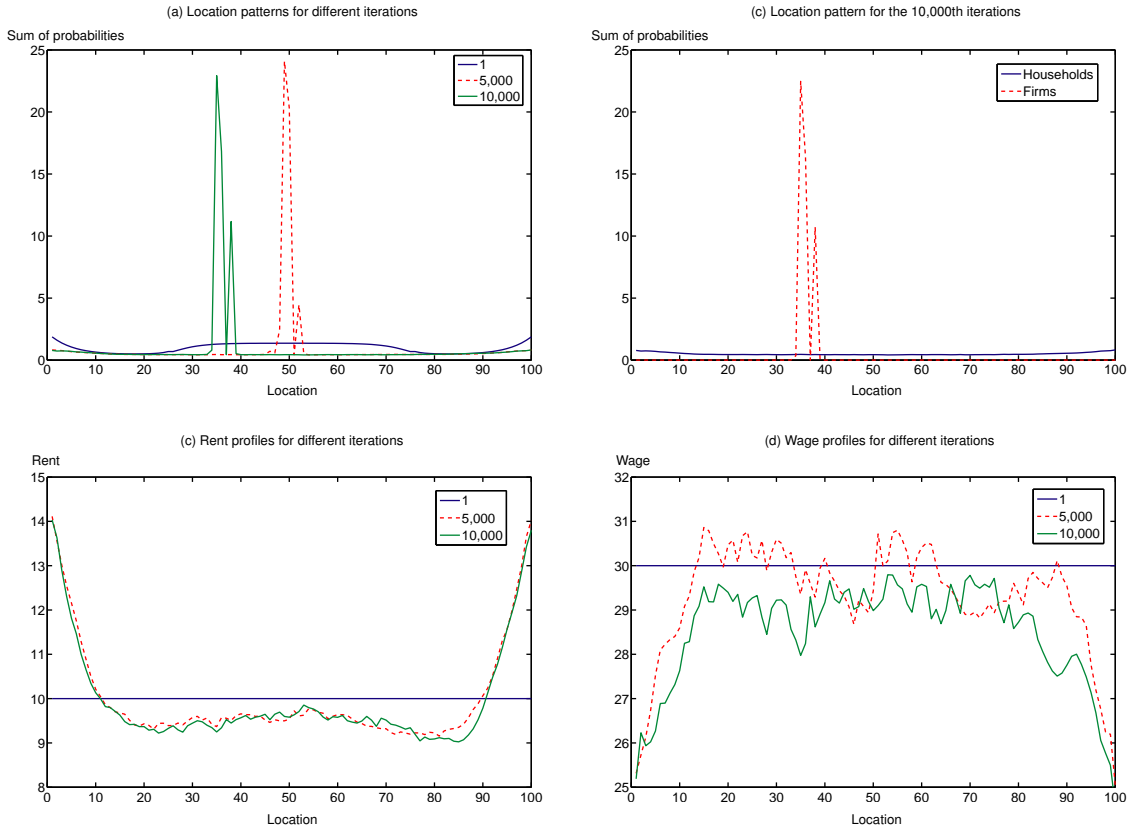 (a) Location patterns for different iterations
Sum of probabilities
25
20
15
10
5
0
0 10 20 30 40 50 60 70 80 90 100
Location
1
5,000
10,000
(c) Location pattern for the 10,000th iterations
Sum of probabilities
25
20
15
10
5
0
0 10 20 30 40 50 60 70 80 90 100
Location
Households
Firms
(c) Rent profiles for different iterations
Rent
15
14
13
12
11
10
9
8
0 10 20 30 40 50 60 70 80 90 100
Location
1
5,000
10,000
(d) Wage profiles for different iterations
Wage
32
31
30
29
28
27
26
25
0 10 20 30 40 50 60 70 80 90 100
Location
1
5,000
10,000